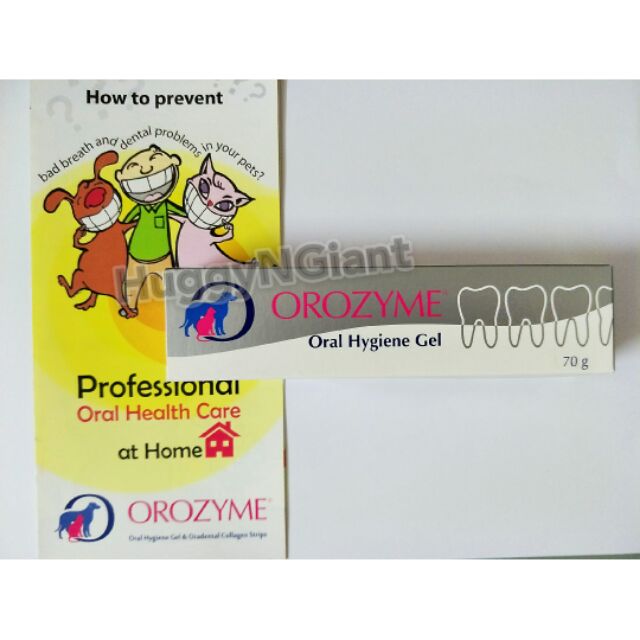 How to prevent
bad breath and dental problems in your pets?
HuggyNGiant
OROZYME®
Oral Hygiene Gel
70 g
Professional
Oral Health Care
at Home
OROZYME®
Oral Hygiene Gel & Oradental Collagen Strips